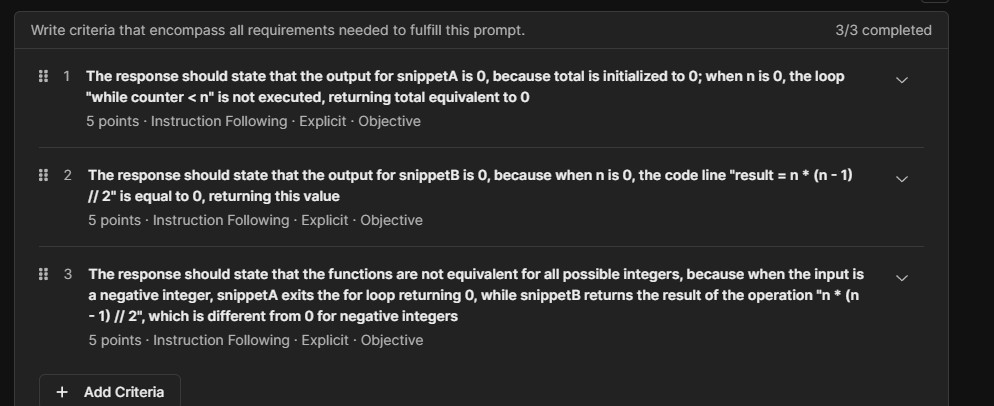 Write criteria that encompass all requirements needed to fulfill this prompt.
3/3 completed
1 The response should state that the output for snippetA is 0, because total is initialized to 0; when n is 0, the loop
"while counter < n" is not executed, returning total equivalent to 0
5 points · Instruction Following · Explicit · Objective
2 The response should state that the output for snippetB is 0, because when n is 0, the code line "result = n * (n - 1)
// 2" is equal to 0, returning this value
5 points · Instruction Following · Explicit · Objective
3 The response should state that the functions are not equivalent for all possible integers, because when the input is
a negative integer, snippetA exits the for loop returning 0, while snippetB returns the result of the operation "n * (n
- 1) // 2", which is different from 0 for negative integers
5 points · Instruction Following · Explicit · Objective
+ Add Criteria